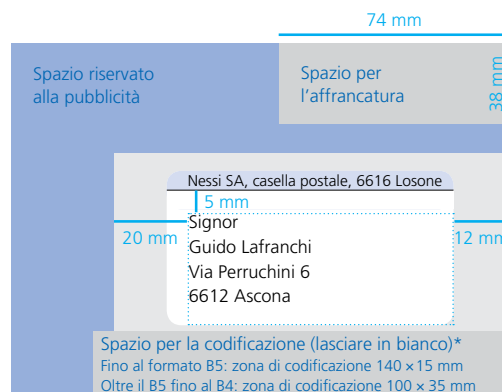 74 mm
Spazio riservato
alla pubblicità
Spazio per
l'affrancatura
38 mm
Nessi SA, casella postale, 6616 Losone
5 mm
20 mm
12 mm
Signor
Guido Lafranchi
Via Perruchini 6
6612 Ascona
Spazio per la codificazione (lasciare in bianco)*
Fino al formato B5: zona di codificazione 140 × 15 mm
Oltre il B5 fino al B4: zona di codificazione 100 × 35 mm